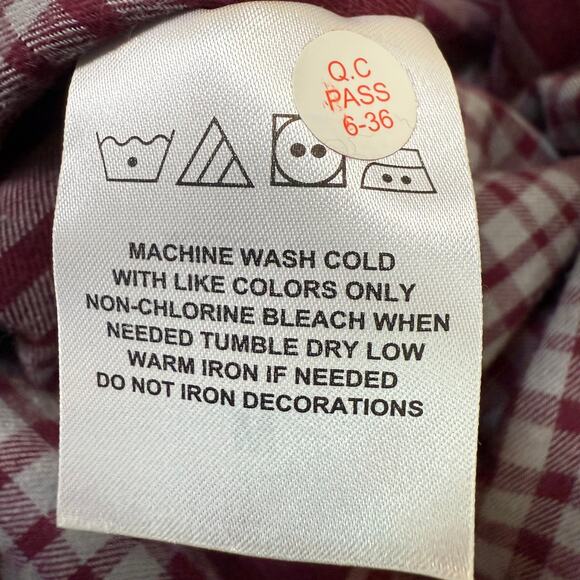 Q.C
PASS
6-36
MACHINE WASH COLD
WITH LIKE COLORS ONLY
NON-CHLORINE BLEACH WHEN
NEEDED TUMBLE DRY LOW
WARM IRON IF NEEDED
DO NOT IRON DECORATIONS